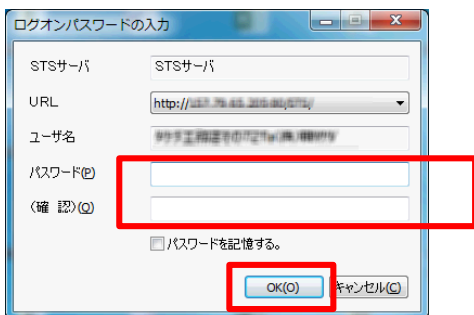 ログオンパスワードの入力
STSサーバ STSサーバ
URL http://
ユーザ名
パスワード(P)
(確 認)(Q)
パスワードを記憶する。
OK(O) キャンセル(C)